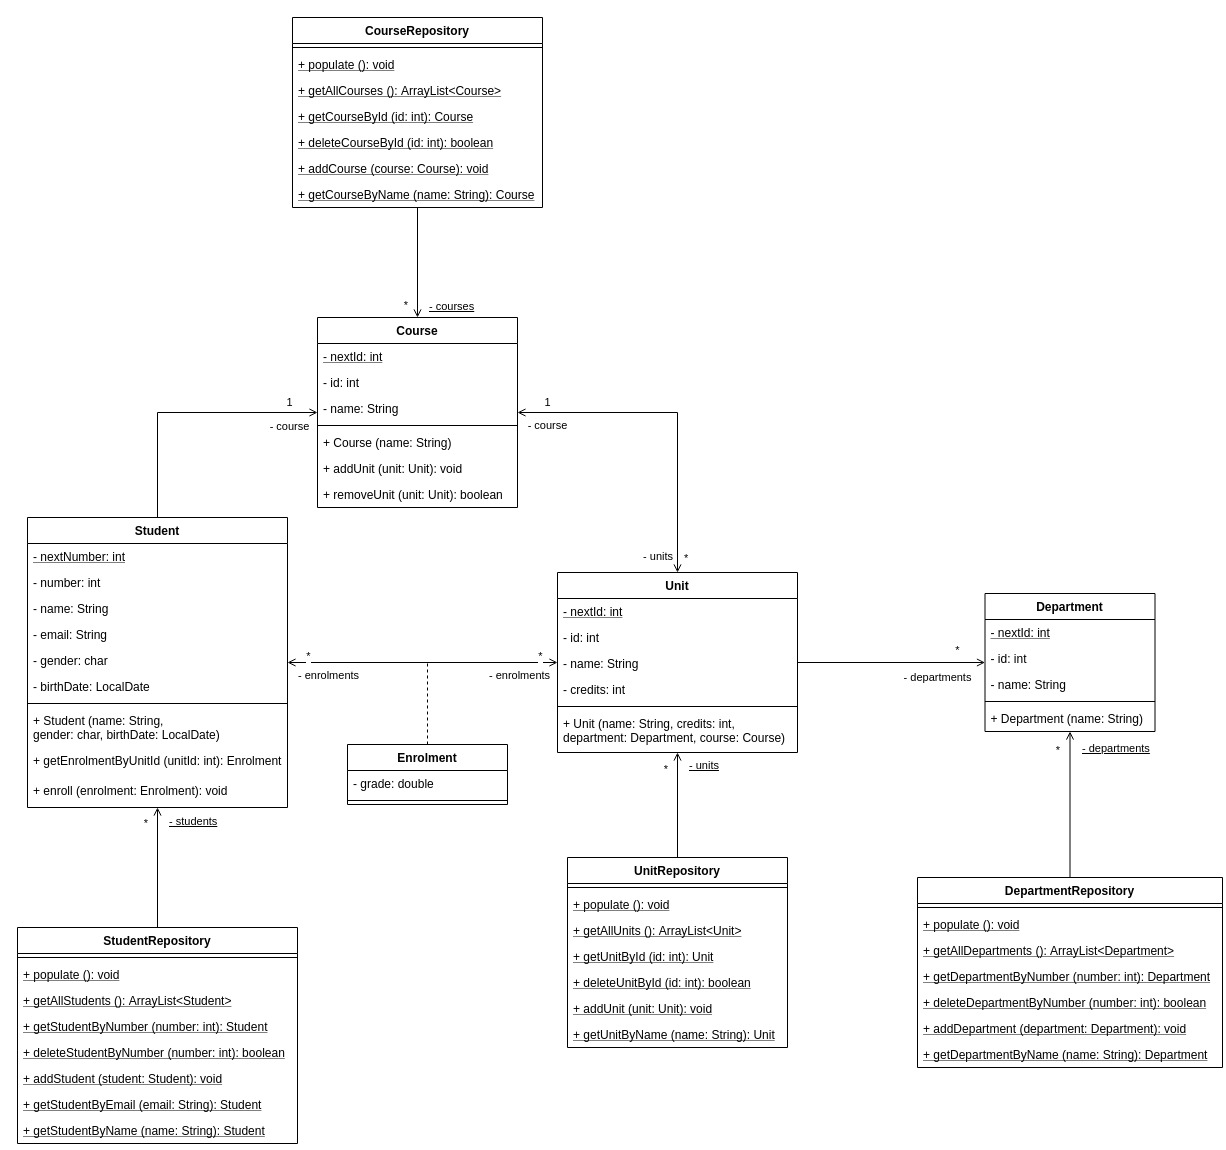 CourseRepository
+ populate (): void
+ getAllCourses (): ArrayList<Course>
+ getCourseById (id: int): Course
+ deleteCourseById (id: int): boolean
+ addCourse (course: Course): void
+ getCourseByName (name: String): Course
* - courses
Course
- nextId: int
- id: int
- name: String
+ Course (name: String)
+ addUnit (unit: Unit): void
+ removeUnit (unit: Unit): boolean
1
- course
1
- course
- units *
Student
- nextNumber: int
- number: int
- name: String
- email: String
- gender: char
- birthDate: LocalDate
+ Student (name: String,
gender: char, birthDate: LocalDate)
+ getEnrolmentByUnitId (unitId: int): Enrolment
+ enroll (enrolment: Enrolment): void
*
- enrolments
*
- enrolments
Enrolment
- grade: double
Unit
- nextId: int
- id: int
- name: String
- credits: int
+ Unit (name: String, credits: int,
department: Department, course: Course)
*
- departments
Department
- nextId: int
- id: int
- name: String
+ Department (name: String)
* - students
* - units
* - departments
StudentRepository
+ populate (): void
+ getAllStudents (): ArrayList<Student>
+ getStudentByNumber (number: int): Student
+ deleteStudentByNumber (number: int): boolean
+ addStudent (student: Student): void
+ getStudentByEmail (email: String): Student
+ getStudentByName (name: String): Student
UnitRepository
+ populate (): void
+ getAllUnits (): ArrayList<Unit>
+ getUnitById (id: int): Unit
+ deleteUnitById (id: int): boolean
+ addUnit (unit: Unit): void
+ getUnitByName (name: String): Unit
DepartmentRepository
+ populate (): void
+ getAllDepartments (): ArrayList<Department>
+ getDepartmentByNumber (number: int): Department
+ deleteDepartmentByNumber (number: int): boolean
+ addDepartment (department: Department): void
+ getDepartmentByName (name: String): Department